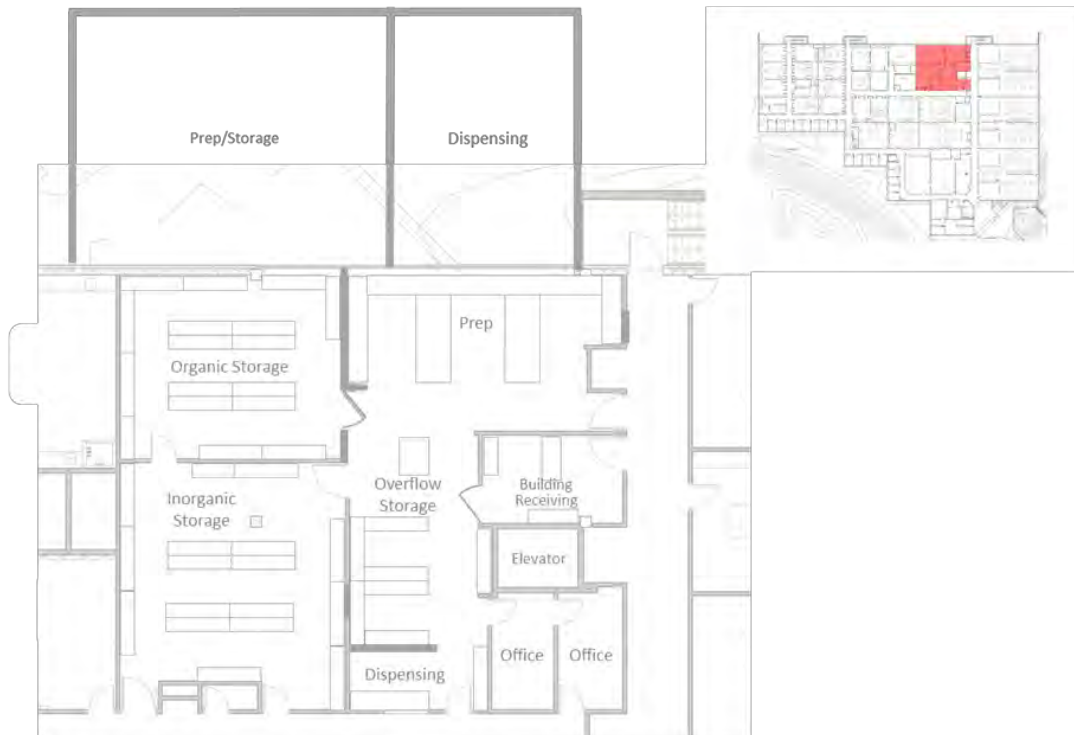 Prep/Storage
Dispensing
Prep
Organic Storage
Overflow
Storage
Building
Receiving
Inorganic
Storage
Elevator
Office
Office
Dispensing